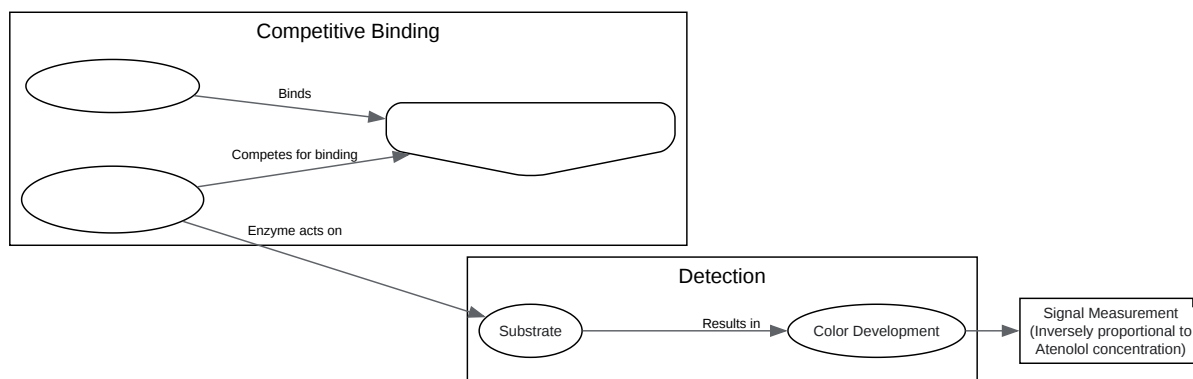 Competitive Binding
Binds
Competes for binding
Enzyme acts on
Detection
Substrate
Results in
Color Development
Signal Measurement
(Inversely proportional to
Atenolol concentration)